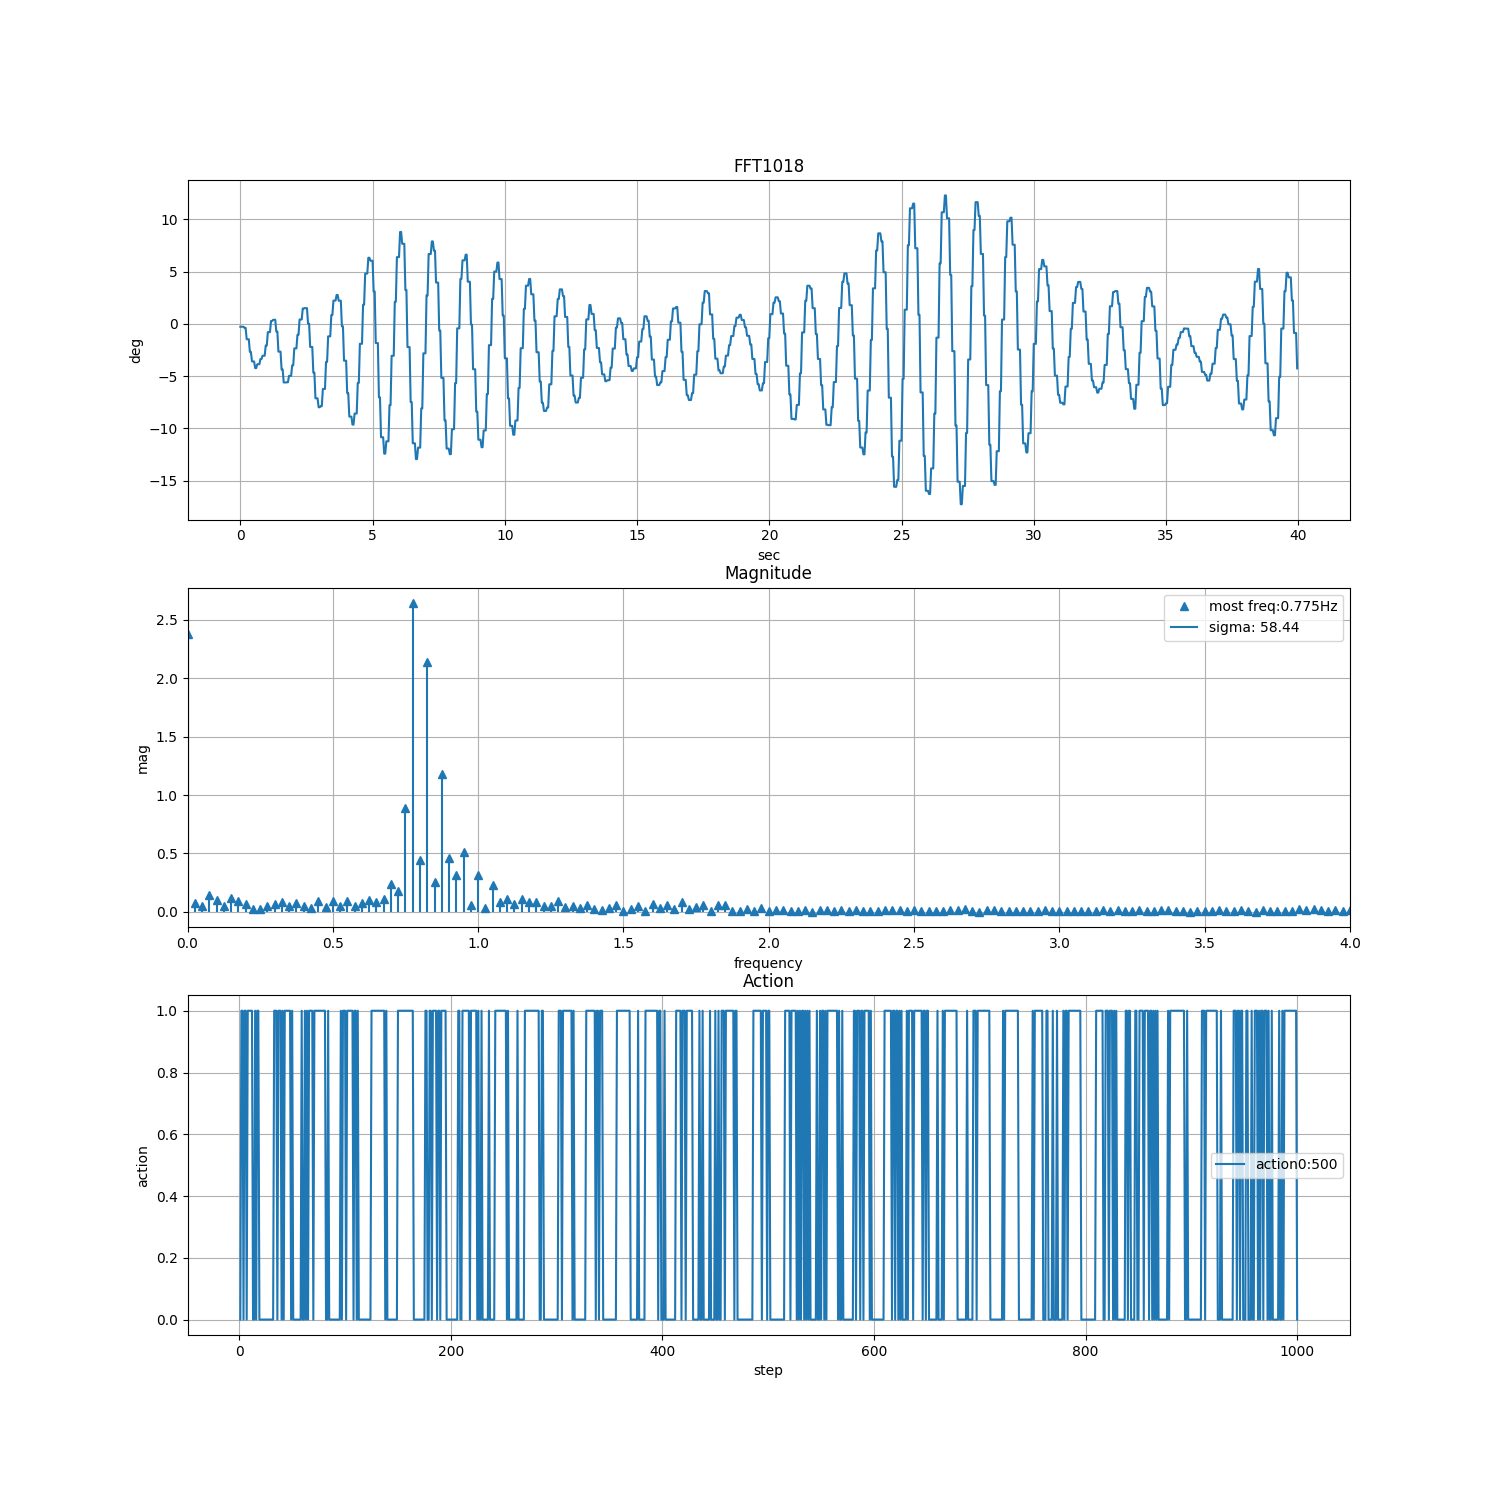 FFT1018
10
5
0
−5
−10
−15
deg
0 5 10 15 20 25 30 35 40
sec
Magnitude
most freq:0.775Hz
sigma: 58.44
2.5
2.0
1.5
1.0
0.5
0.0
mag
0.0 0.5 1.0 1.5 2.0 2.5 3.0 3.5 4.0
frequency
Action
1.0
0.8
0.6
0.4
0.2
0.0
action
action0:500
0 200 400 600 800 1000
step